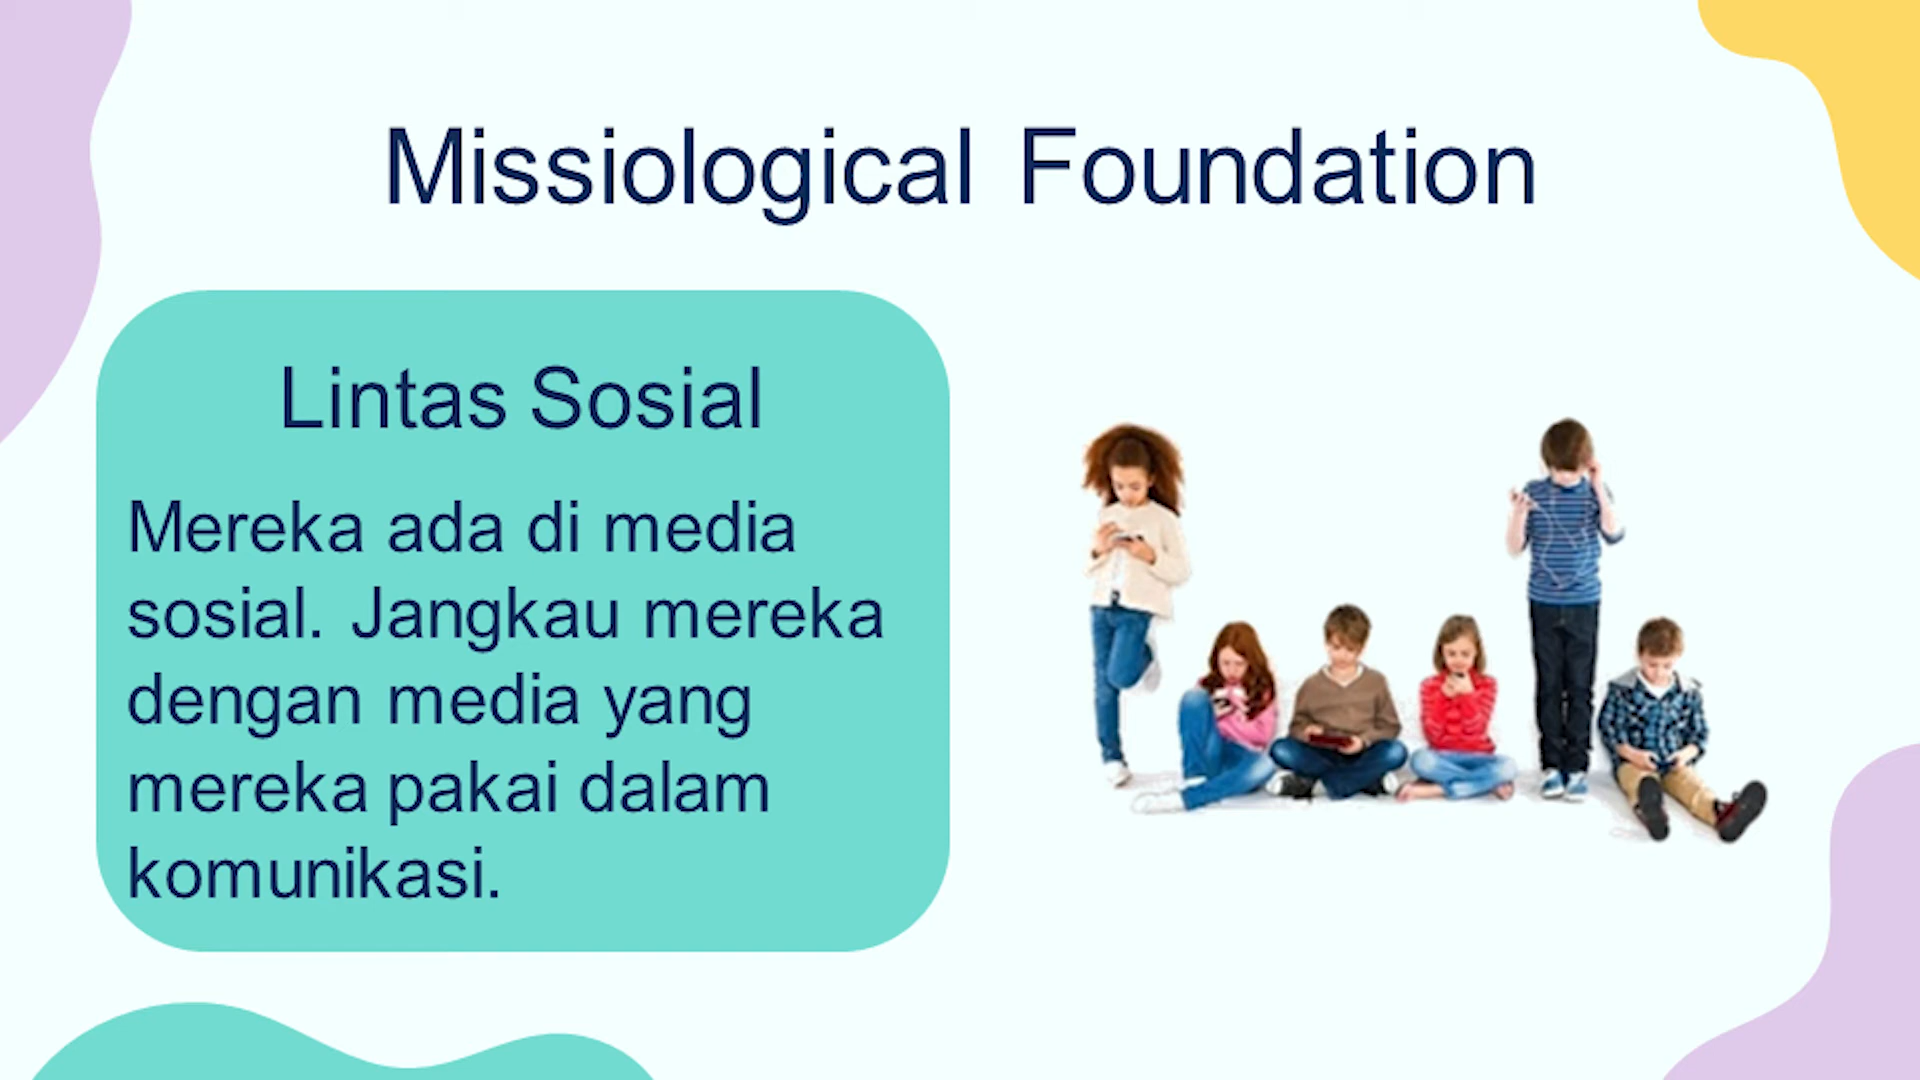 Missiological Foundation
Lintas Sosial
Mereka ada di media
sosial. Jangkau mereka
dengan media yang
mereka pakai dalam
komunikasi.